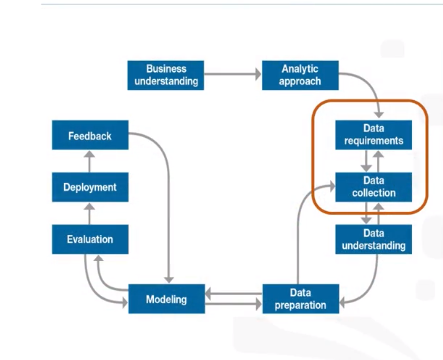 Business
understanding
Analytic
approach
Feedback
Data
requirements
Deployment
Data
collection
Evaluation
Data
understanding
Modeling
Data
preparation